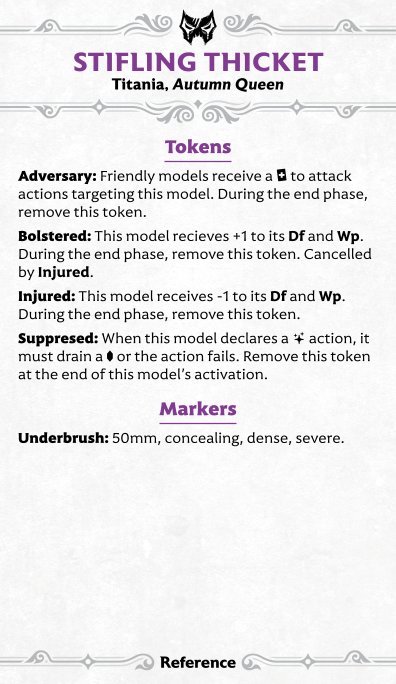 STIFLING THICKET
Titania, Autumn Queen
Tokens
Adversary: Friendly models receive a to attack
actions targeting this model. During the end phase,
remove this token.
Bolstered: This model recieves +1 to its Df and Wp.
During the end phase, remove this token. Cancelled
by Injured.
Injured: This model receives -1 to its Df and Wp.
During the end phase, remove this token.
Suppresed: When this model declares a action, it
must drain a or the action fails. Remove this token
at the end of this model’s activation.
Markers
Underbrush: 50mm, concealing, dense, severe.
Reference